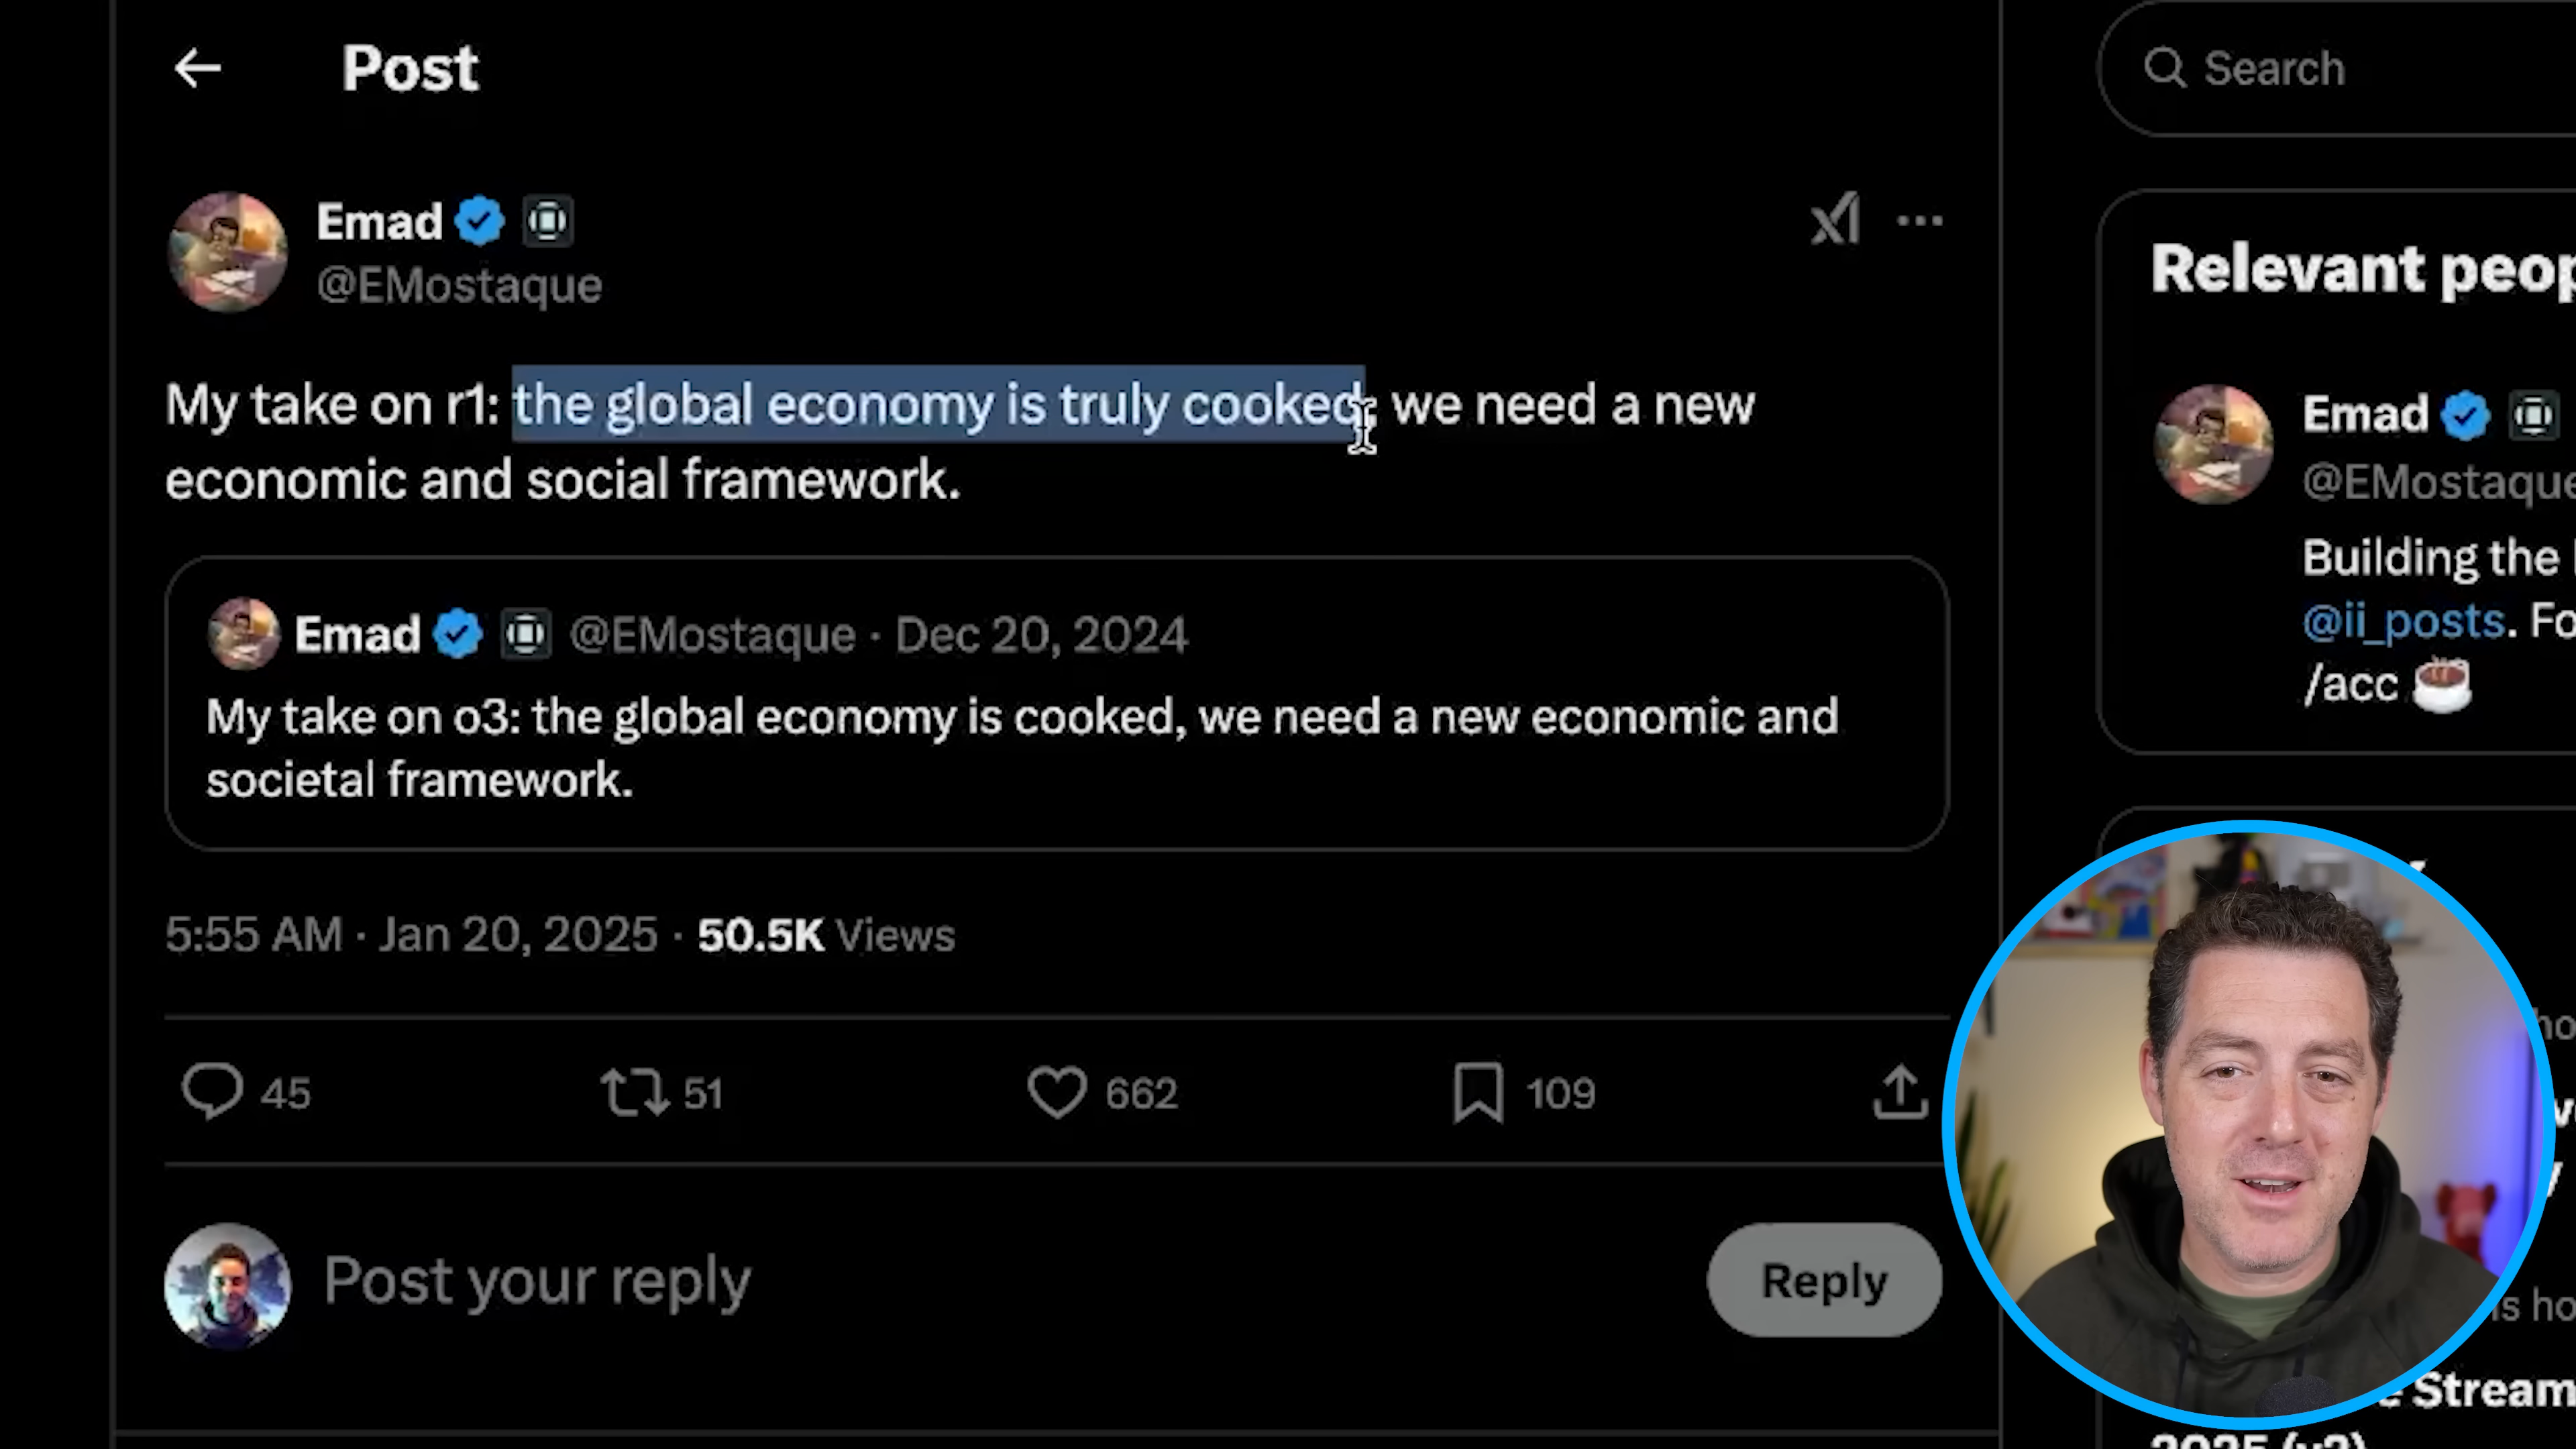 Post
Search
Emad
@EMostaque
My take on r1: the global economy is truly cooked, we need a new
economic and social framework.
Emad @EMostaque · Dec 20, 2024
My take on o3: the global economy is cooked, we need a new economic and
societal framework.
5:55 AM · Jan 20, 2025 · 50.5K Views
45 51 662 109
Post your reply
Reply
Relevant
Emad
@EMostaque
Building the
@ii_posts.
/acc
Stream